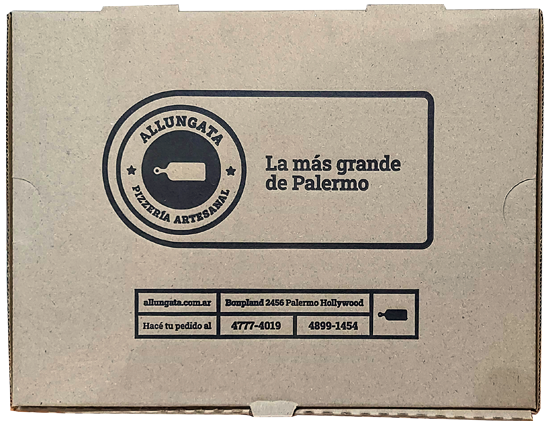 ALLUNGATA
PIZZERÍA ARTESANAL
La más grande
de Palermo
allungata.com.ar
Bonpland 2456 Palermo Hollywood
Hacé tu pedido al
4777-4019
4899-1454